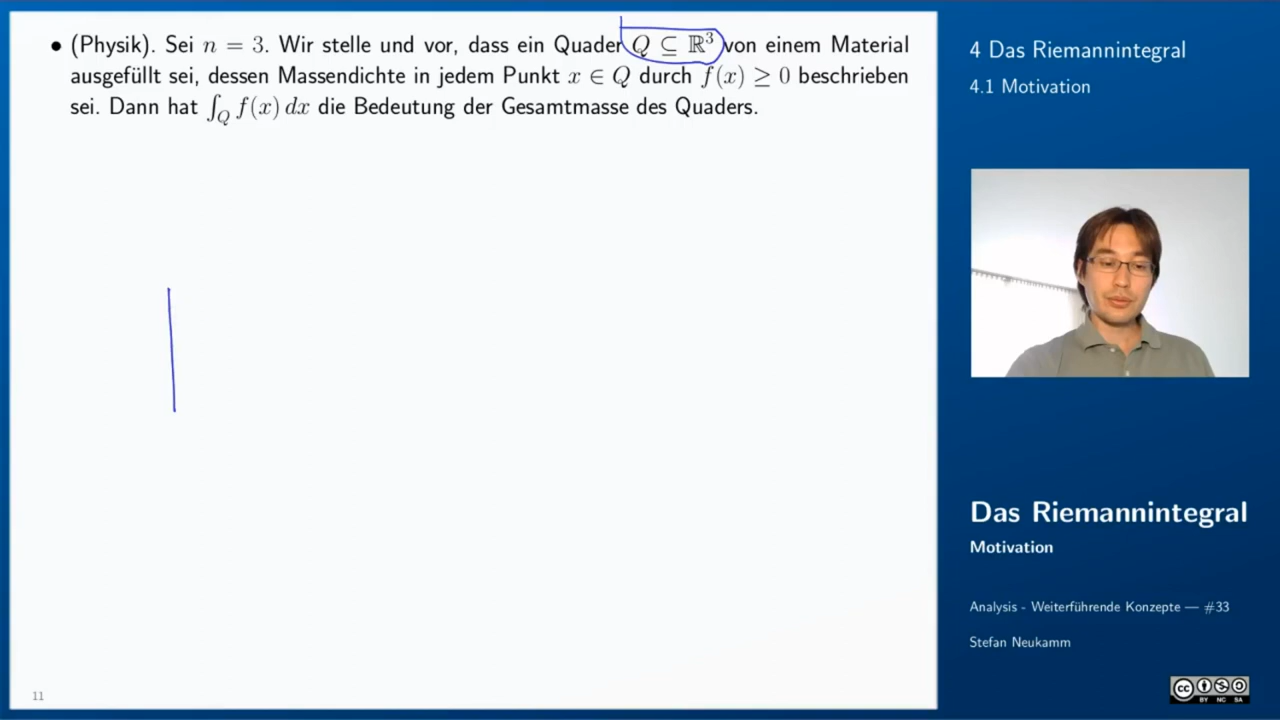 • (Physik). Sei n = 3. Wir stelle und vor, dass ein Quader Q ⊆ ℝ³ von einem Material
ausgefüllt sei, dessen Massendichte in jedem Punkt x ∈ Q durch f(x) ≥ 0 beschrieben
sei. Dann hat ∫_Q f(x) dx die Bedeutung der Gesamtmasse des Quaders.
11
4 Das Riemannintegral
4.1 Motivation
Das Riemannintegral
Motivation
Analysis - Weiterführende Konzepte — #33
Stefan Neukamm
cc
BY NC SA